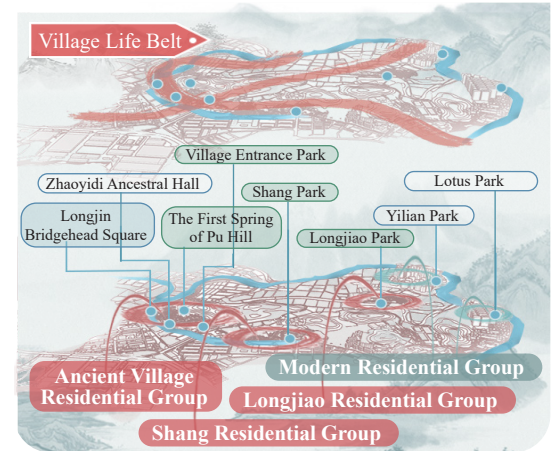 Village Life Belt
Village Entrance Park
Zhaoyidi Ancestral Hall
Shang Park
Lotus Park
Longjin
Bridgehead Square
The First Spring
of Pu Hill
Yilian Park
Longjiao Park
Modern Residential Group
Ancient Village
Residential Group
Longjiao Residential Group
Shang Residential Group